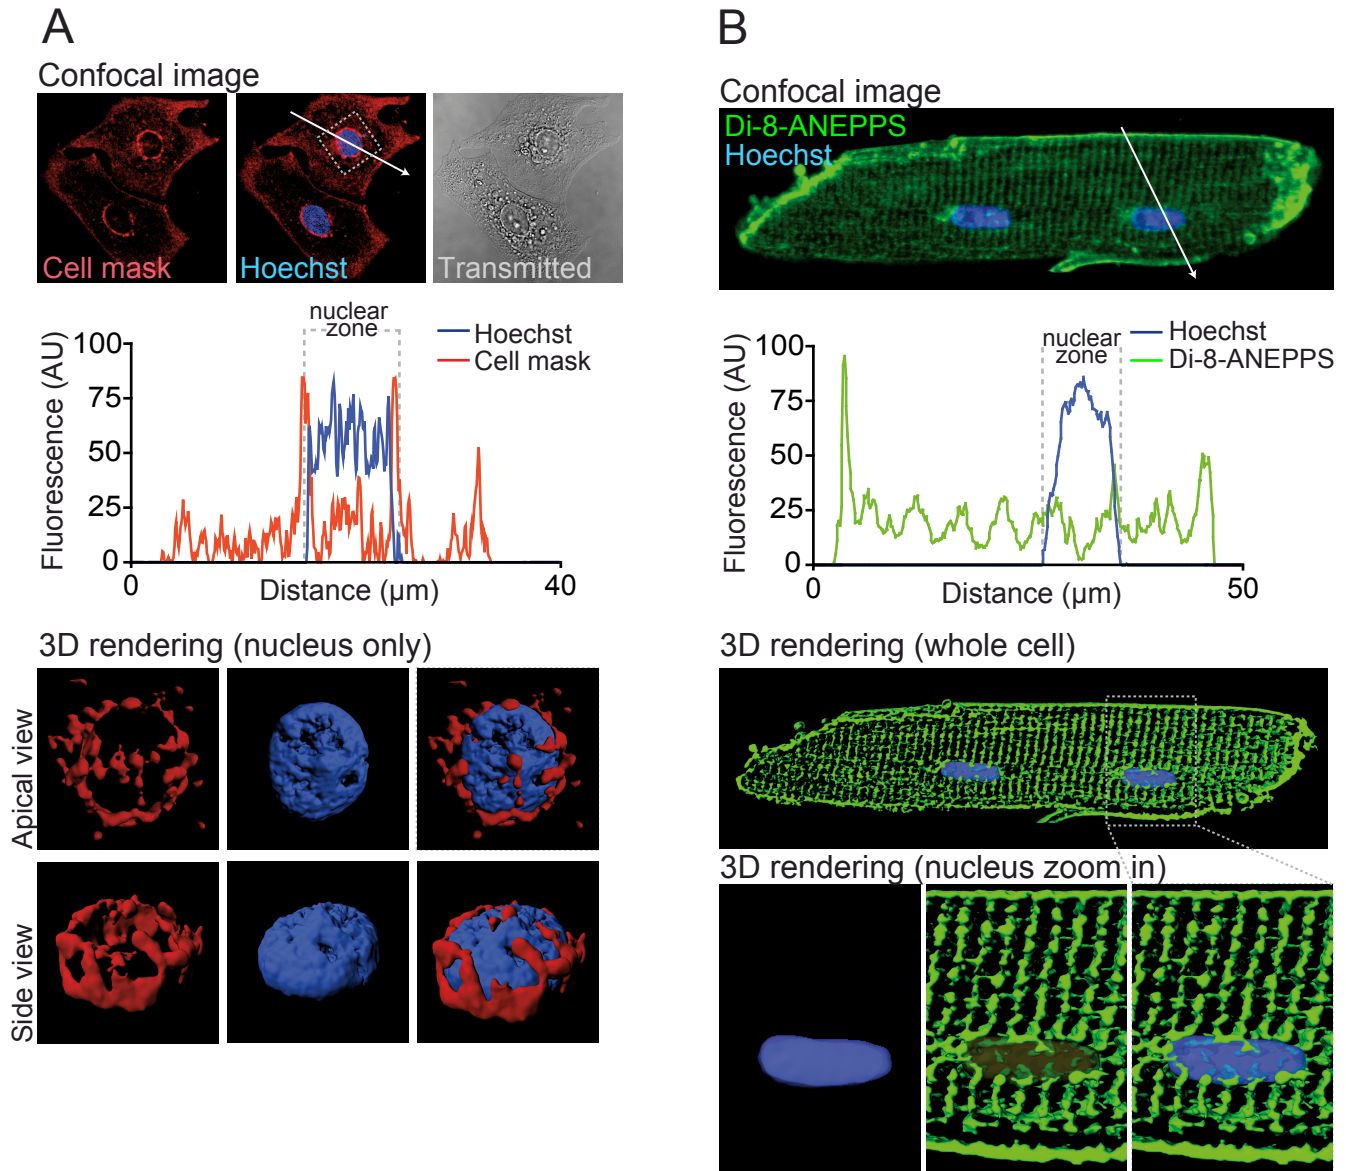 A
Confocal image
Cell mask
Hoechst
Transmitted
nuclear
zone
Hoechst
Cell mask
Fluorescence (AU)
100
75
50
25
0
0
40
Distance (µm)
3D rendering (nucleus only)
Apical view
Side view
B
Confocal image
Di-8-ANEPPS
Hoechst
nuclear
zone
Hoechst
Di-8-ANEPPS
Fluorescence (AU)
100
75
50
25
0
0
50
Distance (µm)
3D rendering (whole cell)
3D rendering (nucleus zoom in)